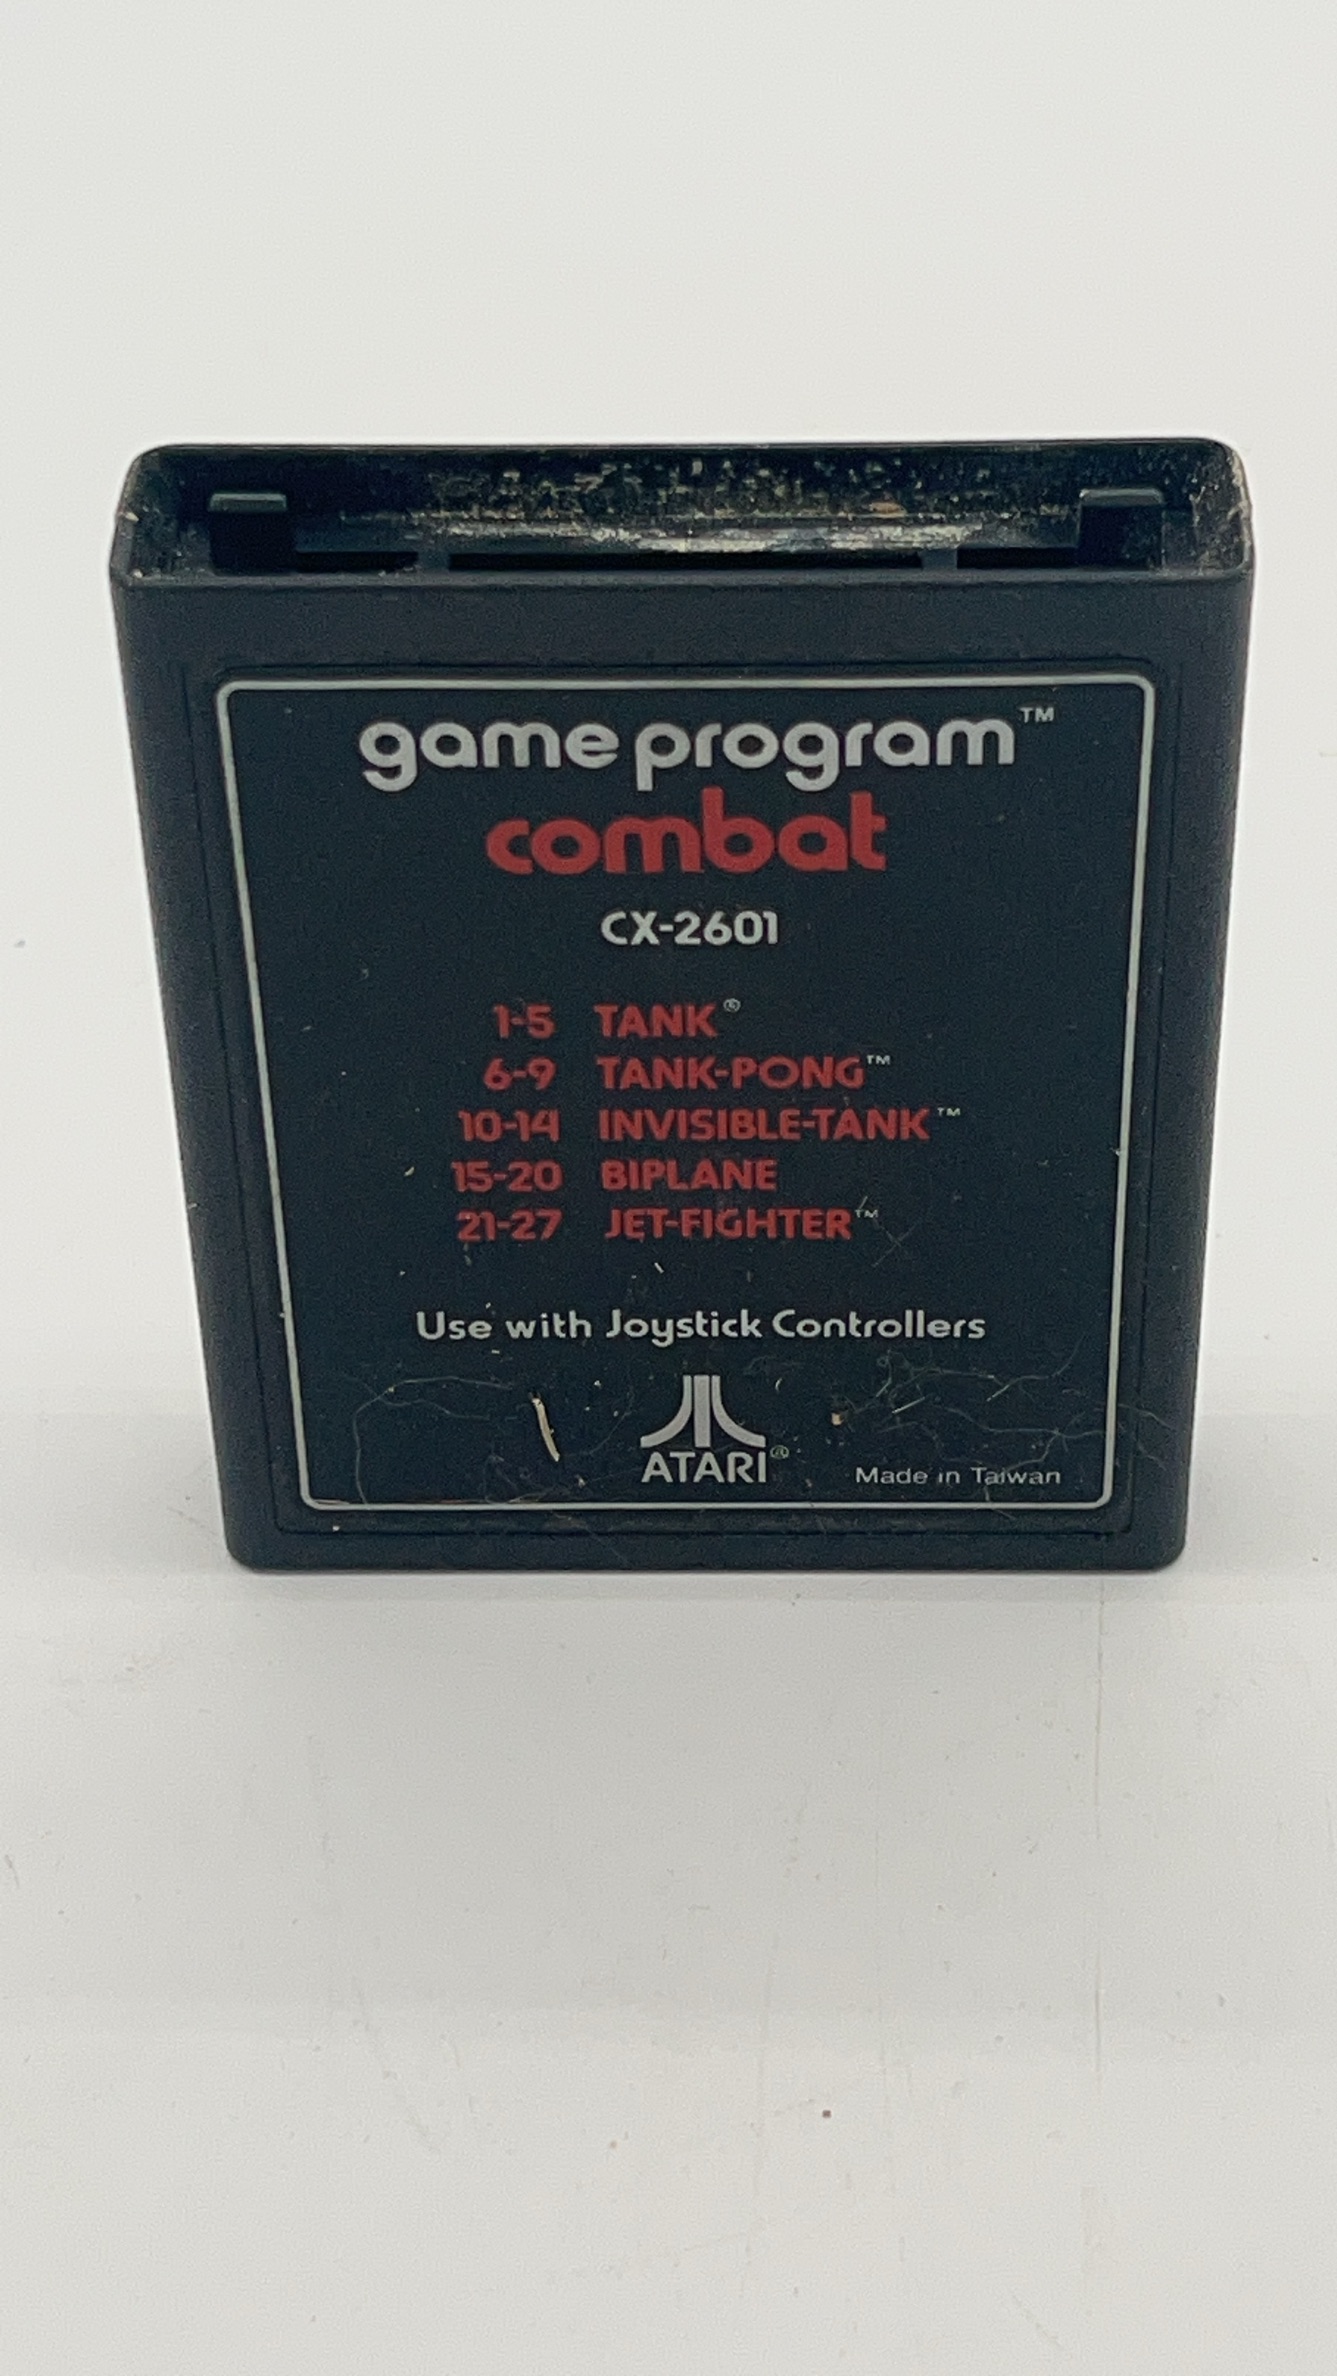 game program™
combat
CX-2601
1-5 TANK®
6-9 TANK-PONG™
10-14 INVISIBLE-TANK™
15-20 BIPLANE
21-27 JET-FIGHTER™
Use with Joystick Controllers
ATARI®
Made in Taiwan